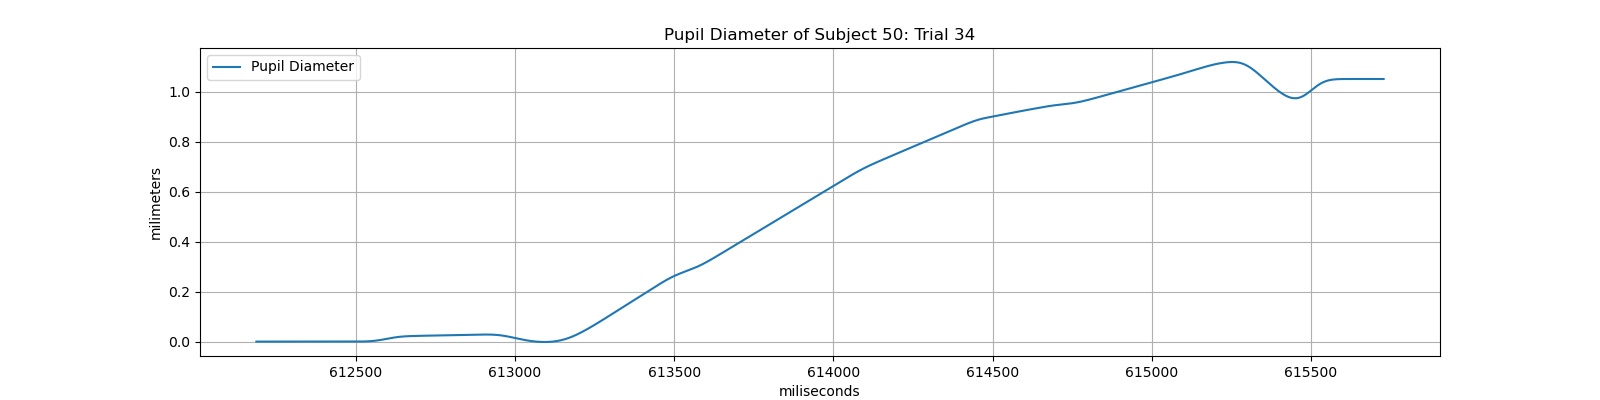 Pupil Diameter of Subject 50: Trial 34
Pupil Diameter
milimeters
1.0
0.8
0.6
0.4
0.2
0.0
612500 613000 613500 614000 614500 615000 615500
miliseconds